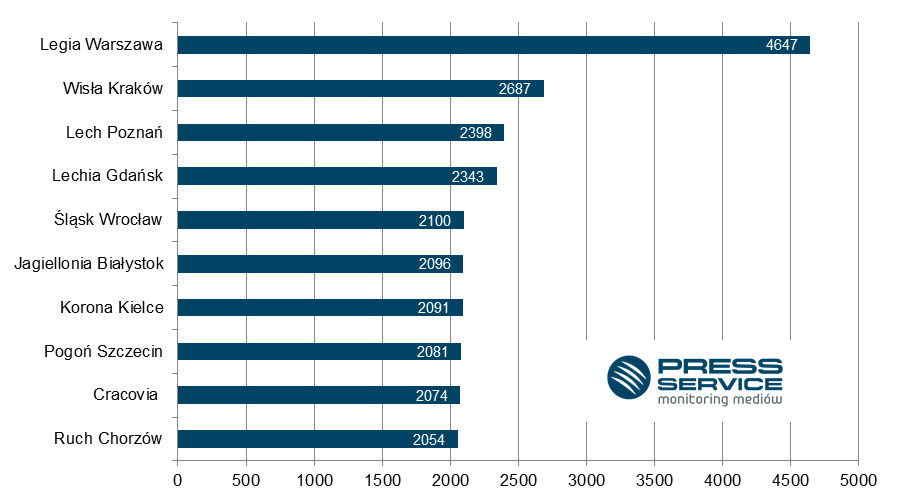 Legia Warszawa 4647
Wisła Kraków 2687
Lech Poznań 2398
Lechia Gdańsk 2343
Śląsk Wrocław 2100
Jagiellonia Białystok 2096
Korona Kielce 2091
Pogoń Szczecin 2081
PRESS
SERVICE
monitoring mediów
Cracovia 2074
Ruch Chorzów 2054
0 500 1000 1500 2000 2500 3000 3500 4000 4500 5000